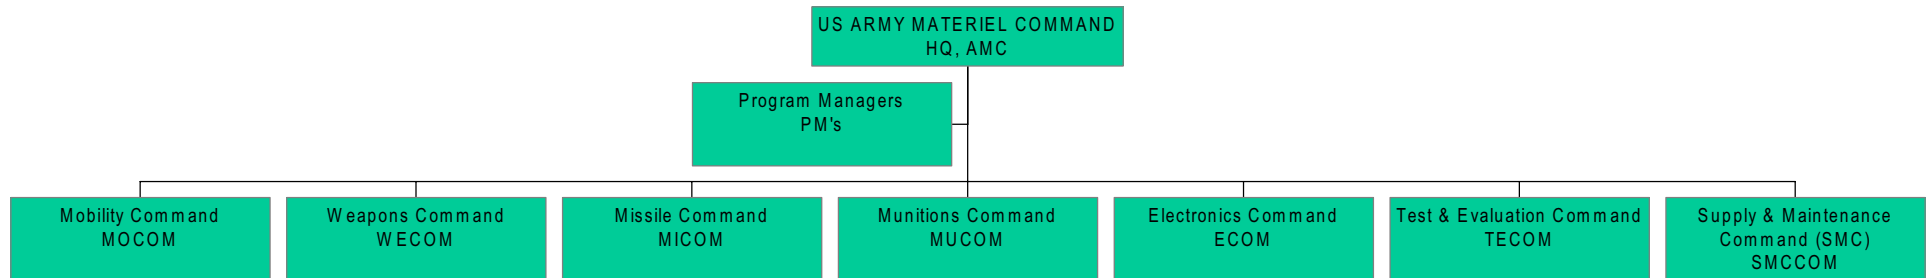 US ARMY MATERIEL COMMAND
HQ, AMC
Program Managers
PM's
Mobility Command
MOCOM
Weapons Command
WECOM
Missile Command
MICOM
Munitions Command
MUCOM
Electronics Command
ECOM
Test & Evaluation Command
TECOM
Supply & Maintenance
Command (SMC)
SMCCOM